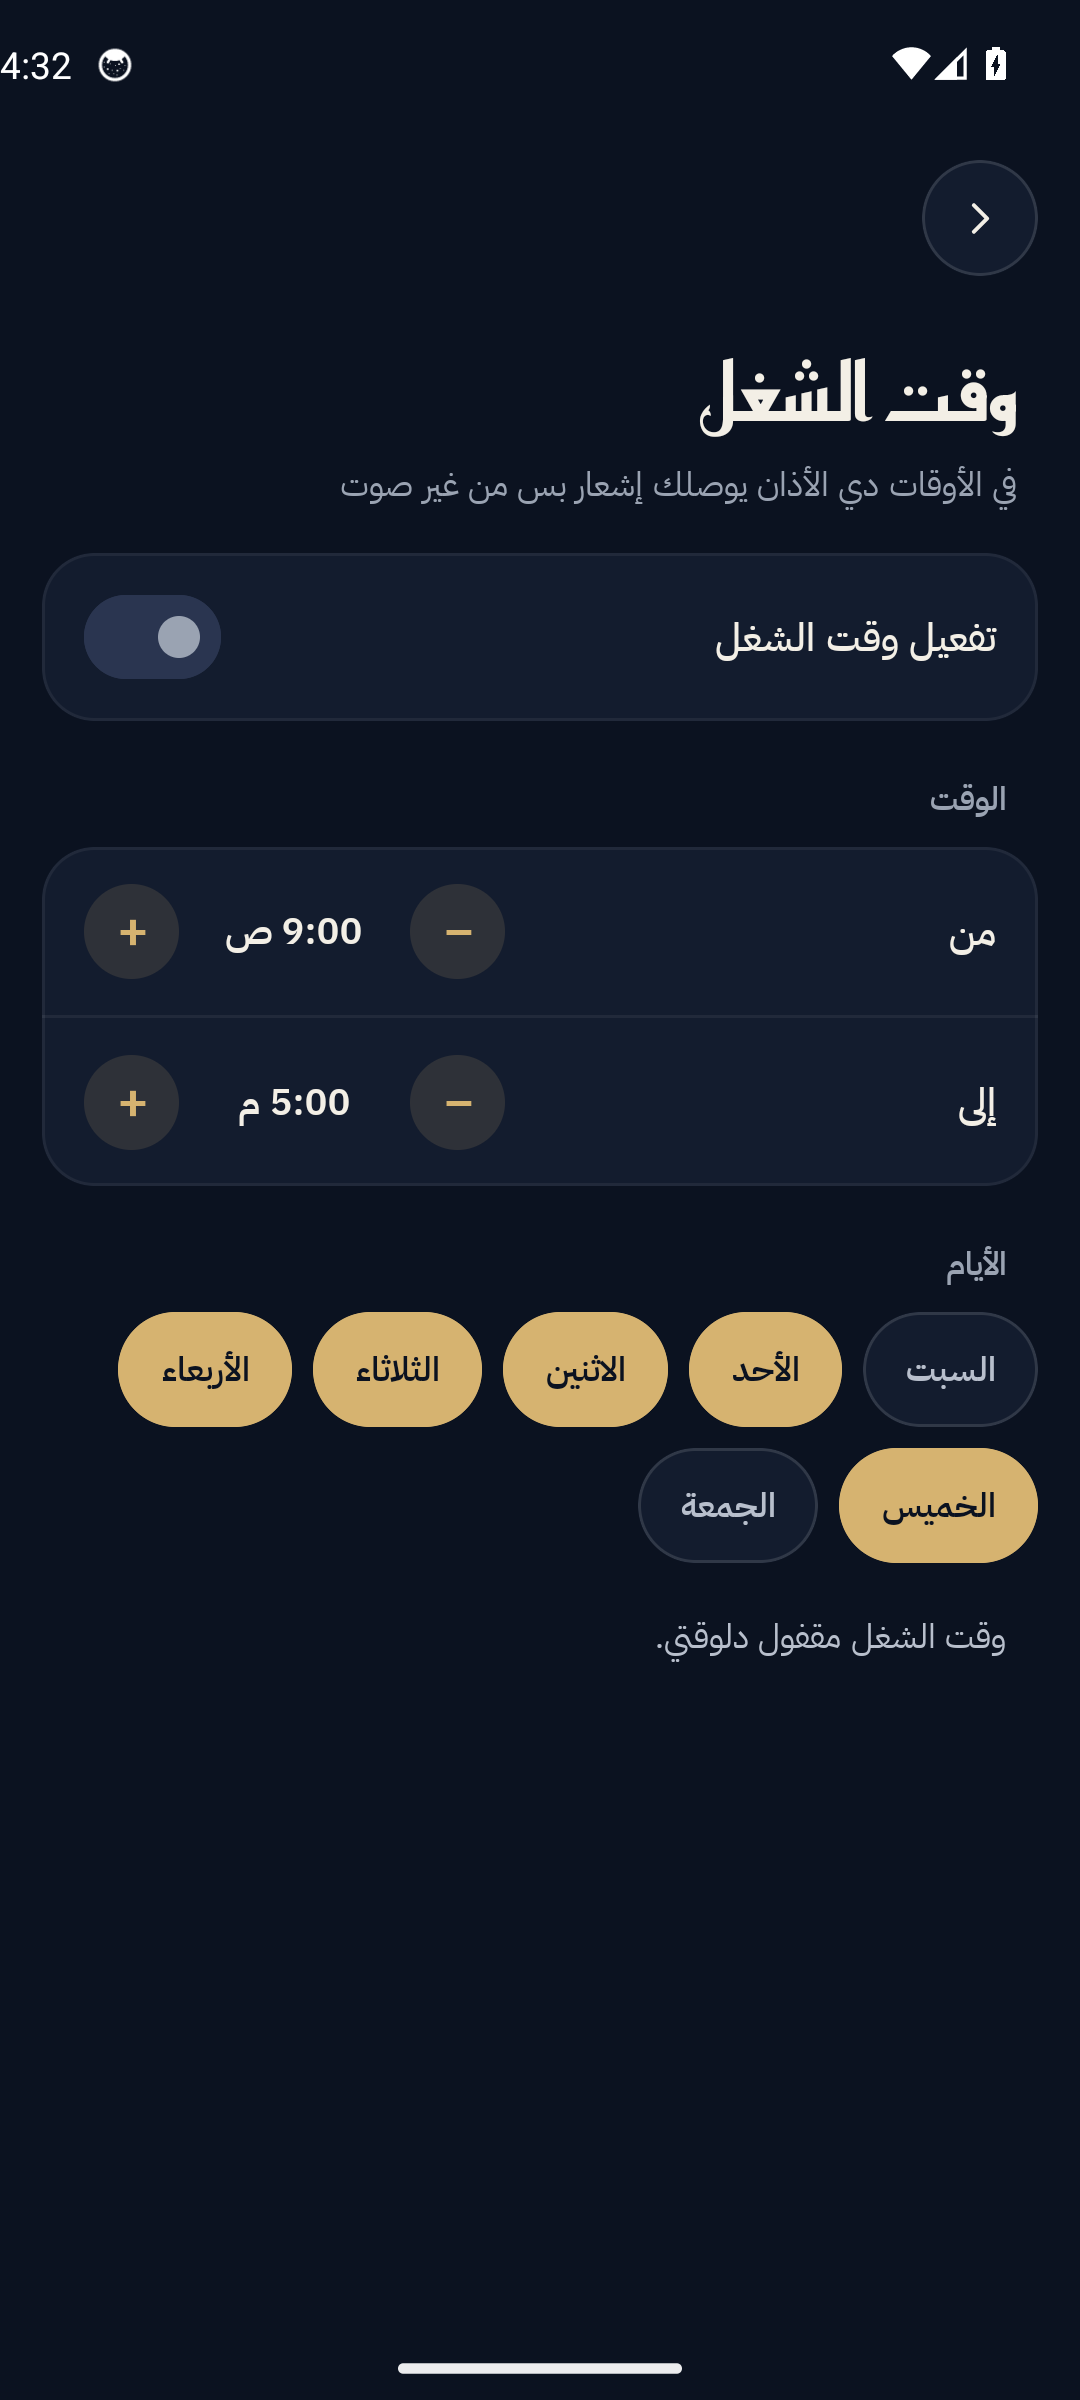 4:32
وقت الشغل
في الأوقات دي الأذان يوصلك إشعار بس من غير صوت
تفعيل وقت الشغل
الوقت
من − 9:00 ص +
إلى − 5:00 م +
الأيام
السبت الأحد الاثنين الثلاثاء الأربعاء
الخميس الجمعة
وقت الشغل مقفول دلوقتي.